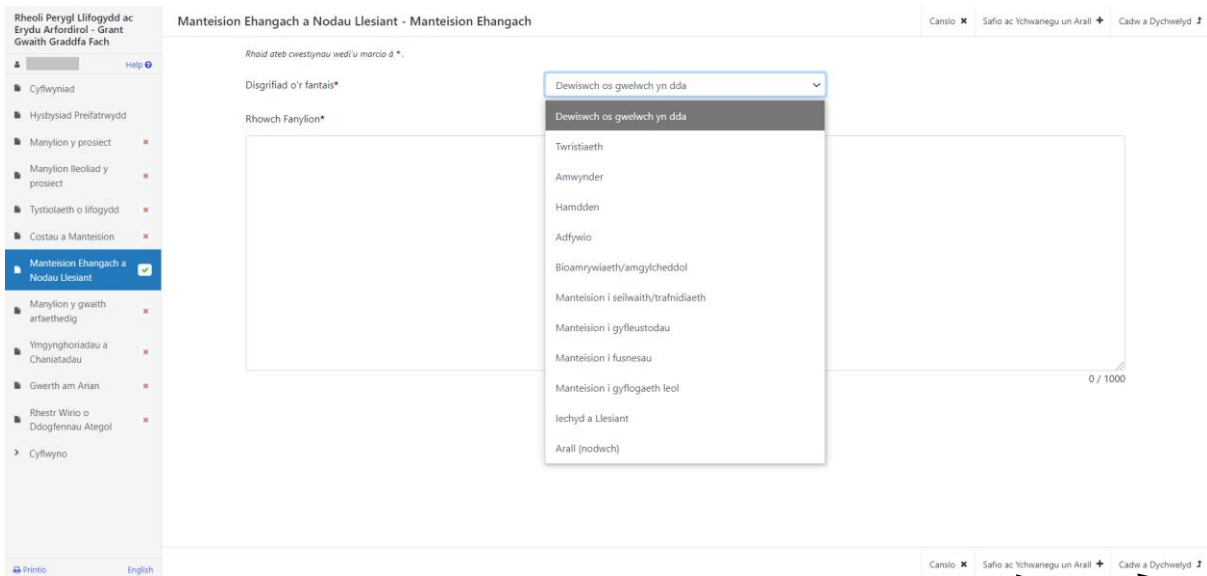 Rheoli Perygl Llifogydd ac
Erydu Arfordirol - Grant
Gwaith Graddfa Fach
Help
Cyflwyniad
Hysbysiad Preifatrwydd
Manylion y prosiect
Manylion lleoliad y
prosiect
Tystiolaeth o lifogydd
Costau a Manteision
Manteision Ehangach a
Nodau Llesiant
Manylion y gwaith
arfaethedig
Ymgynghoriadau a
Chaniatadau
Gwerth am Arian
Rhestr Wirio o
Ddogfennau Ategol
Cyflwyno
Printio English
Manteision Ehangach a Nodau Llesiant - Manteision Ehangach
Canslo Safio ac Ychwanegu un Arall Cadw a Dychwelyd
Rhaid ateb cwestiynau wedi'u marcio â * .
Disgrifiad o'r fantais*
Dewiswch os gwelwch yn dda
Rhowch Fanylion*
Dewiswch os gwelwch yn dda
Twristiaeth
Amwynder
Hamdden
Adfywio
Bioamrywiaeth/amgylcheddol
Manteision i seilwaith/trafnidiaeth
Manteision i gyfleustodau
Manteision i fusnesau
Manteision i gyflogaeth leol
Iechyd a Llesiant
Arall (nodwch)
0 / 1000
Canslo Safio ac Ychwanegu un Arall Cadw a Dychwelyd